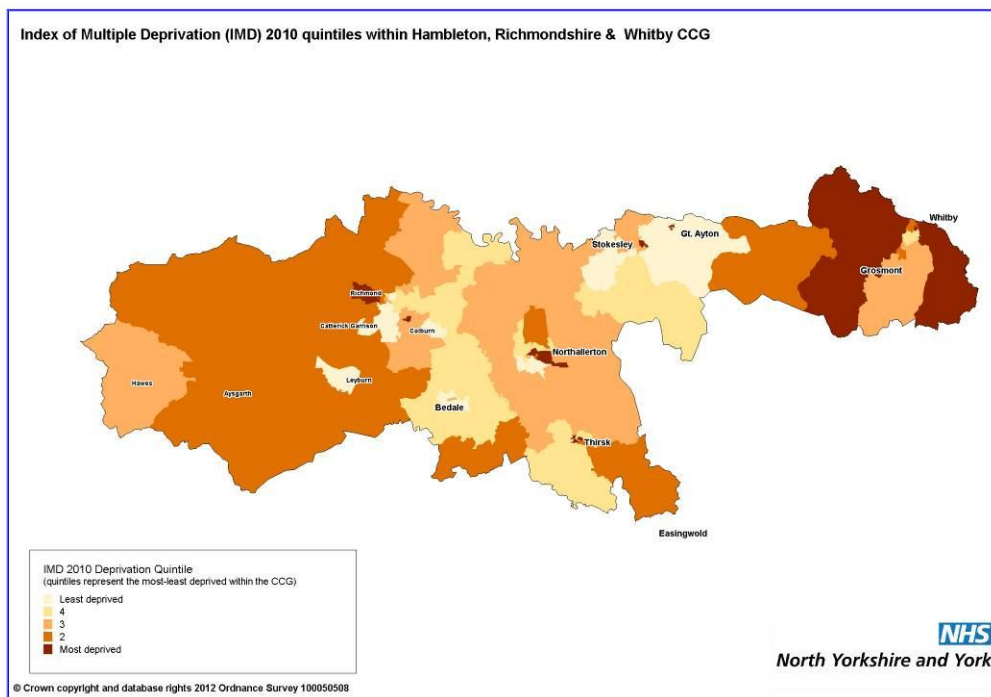 Index of Multiple Deprivation (IMD) 2010 quintiles within Hambleton, Richmondshire & Whitby CCG
Whitby
Gt. Ayton
Stokesley
Grosmont
Richmond
Catterick Garrison
Colburn
Northallerton
Hawes
Aysgarth
Leyburn
Bedale
Thirsk
Easingwold
IMD 2010 Deprivation Quintile
(quintiles represent the most-least deprived within the CCG)
Least deprived
4
3
2
Most deprived
NHS
North Yorkshire and York
© Crown copyright and database rights 2012 Ordnance Survey 100050508